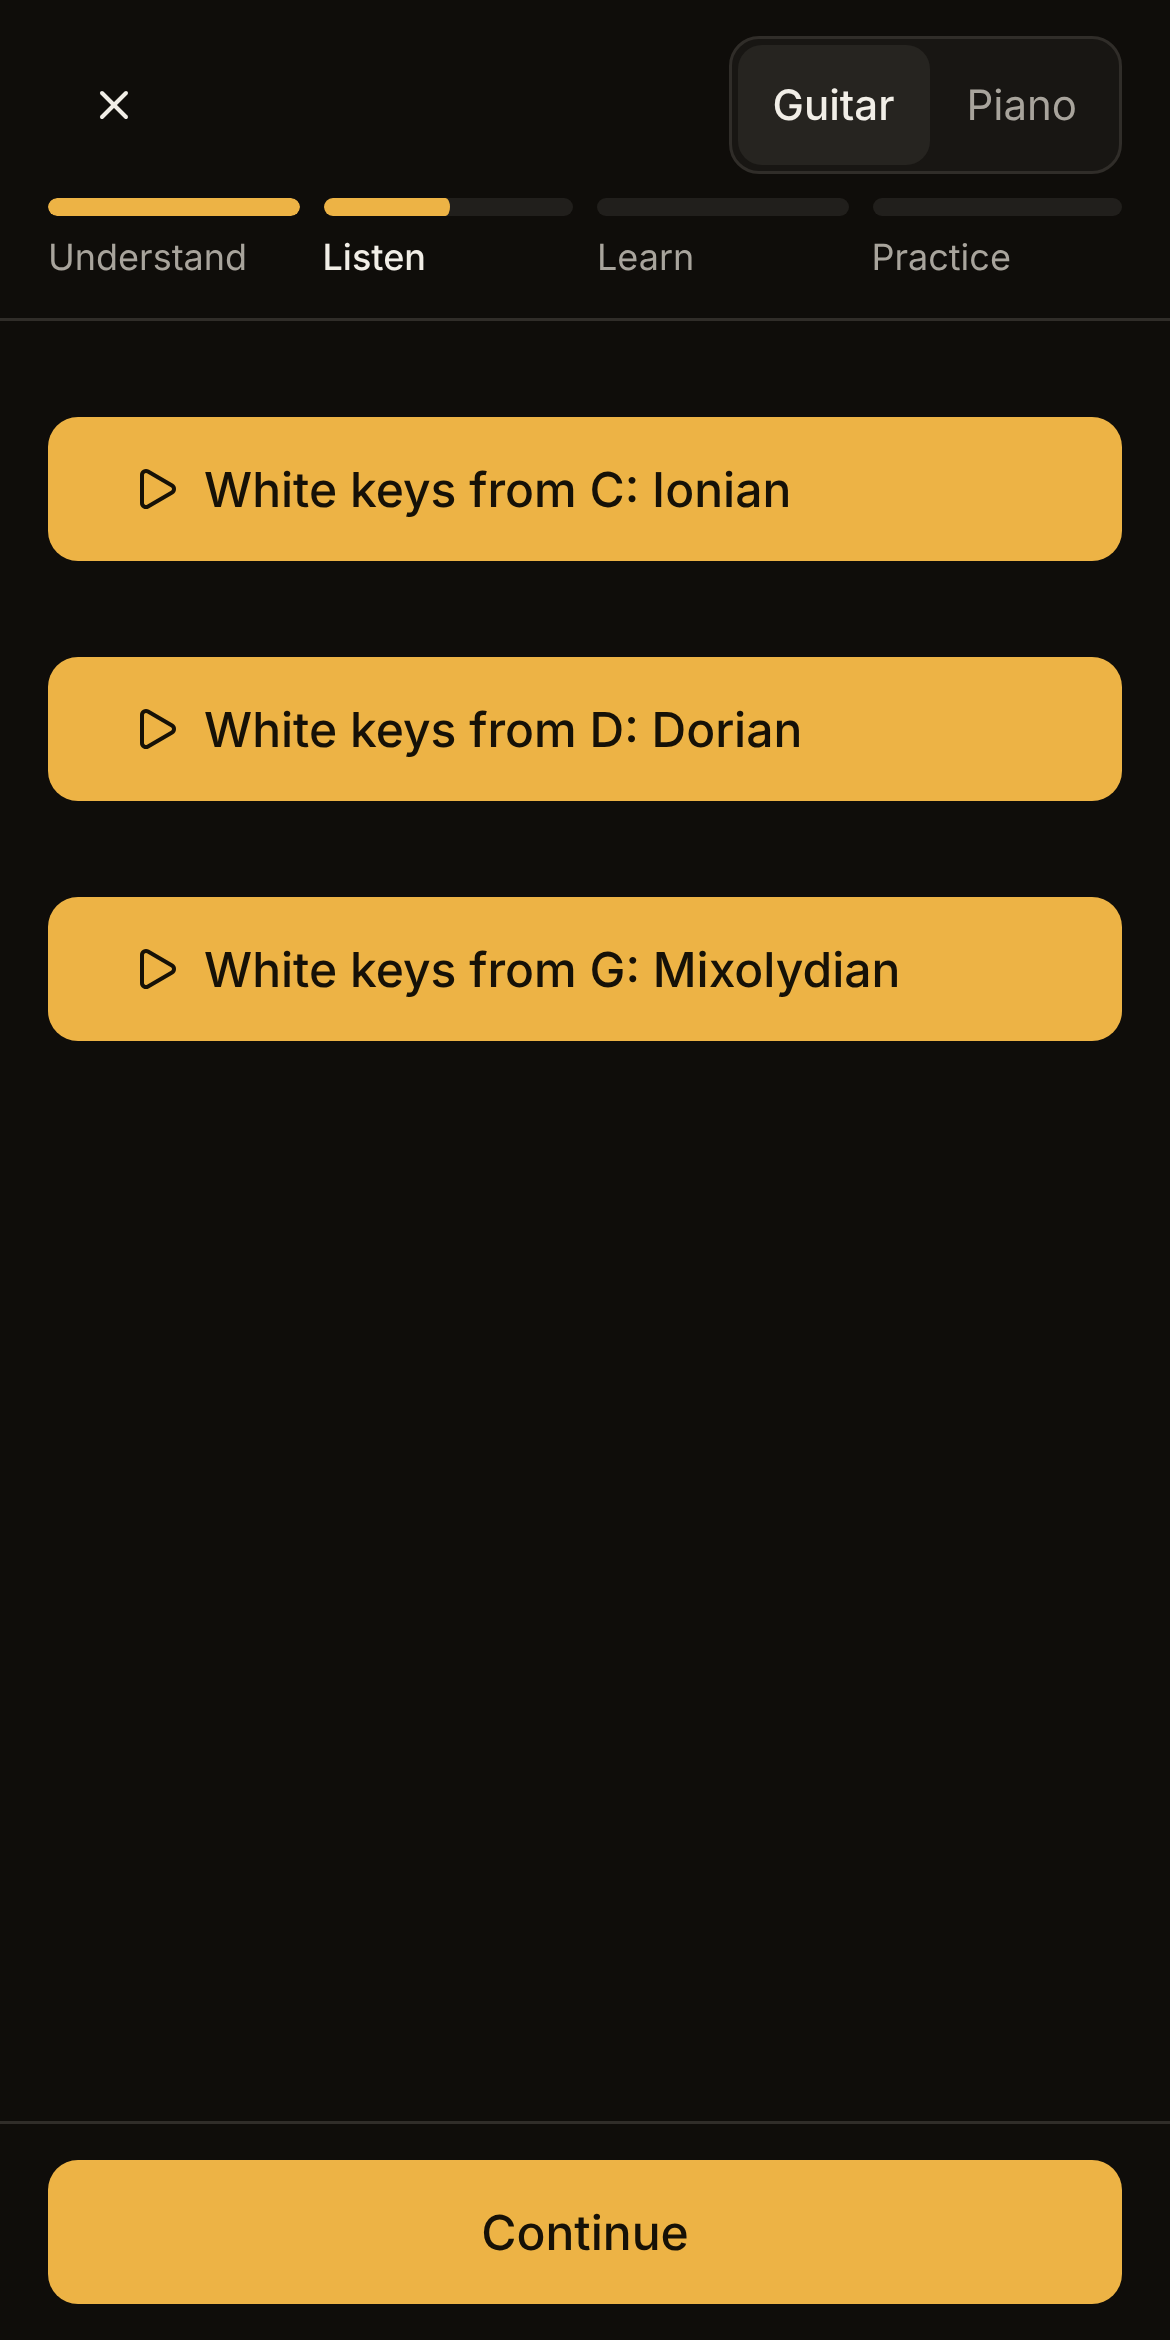 Guitar Piano
Understand Listen Learn Practice
White keys from C: Ionian
White keys from D: Dorian
White keys from G: Mixolydian
Continue